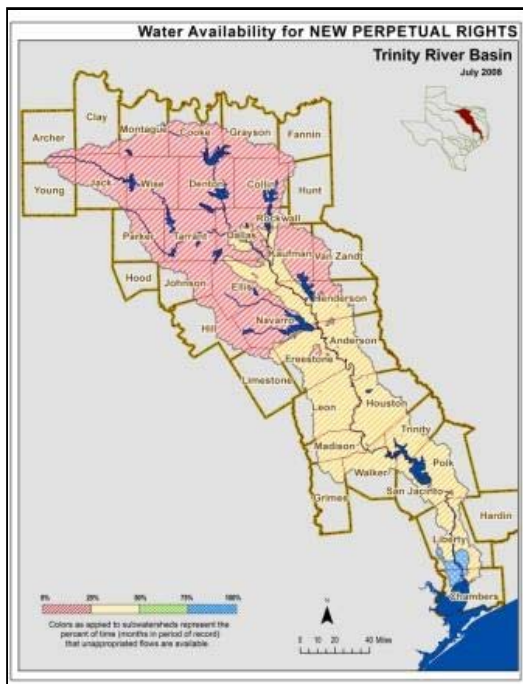 Water Availability for NEW PERPETUAL RIGHTS
Trinity River Basin
July 2008
Clay
Montague
Cooke
Grayson
Fannin
Archer
Young
Jack
Wise
Denton
Collin
Hunt
Rockwall
Parker
Tarrant
Dallas
Kaufman
Van Zandt
Hood
Johnson
Ellis
Henderson
Hill
Navarro
Anderson
Freestone
Limestone
Leon
Houston
Trinity
Madison
Polk
Walker
Grimes
San Jacinto
Hardin
Liberty
Chambers
0% 25% 50% 75% 100%
Colors as applied to subwatersheds represent the
percent of time (months in period of record)
that unappropriated flows are available.
N
0 10 20 40 Miles